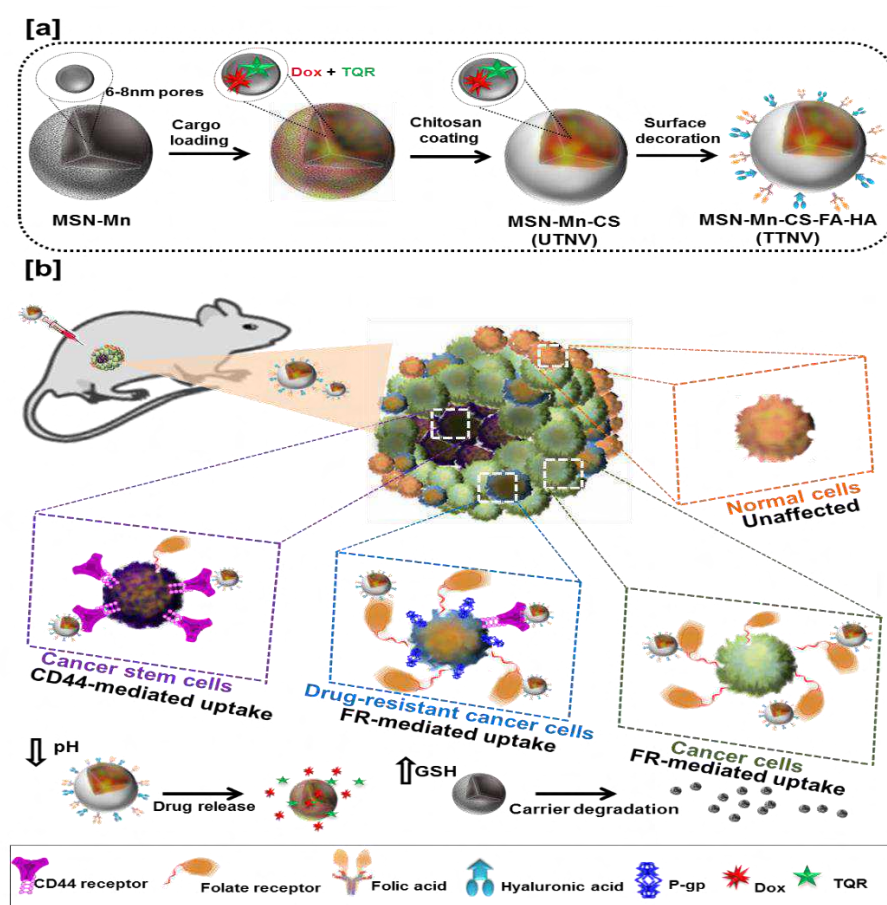 [a]
6-8nm pores
Dox + TQR
Cargo
loading
Chitosan
coating
Surface
decoration
MSN-Mn
MSN-Mn-CS
(UTNV)
MSN-Mn-CS-FA-HA
(TTNV)
[b]
Normal cells
Unaffected
Cancer stem cells
CD44-mediated uptake
Drug-resistant cancer cells
FR-mediated uptake
Cancer cells
FR-mediated uptake
pH
Drug release
GSH
Carrier degradation
CD44 receptor
Folate receptor
Folic acid
Hyaluronic acid
P-gp
Dox
TQR